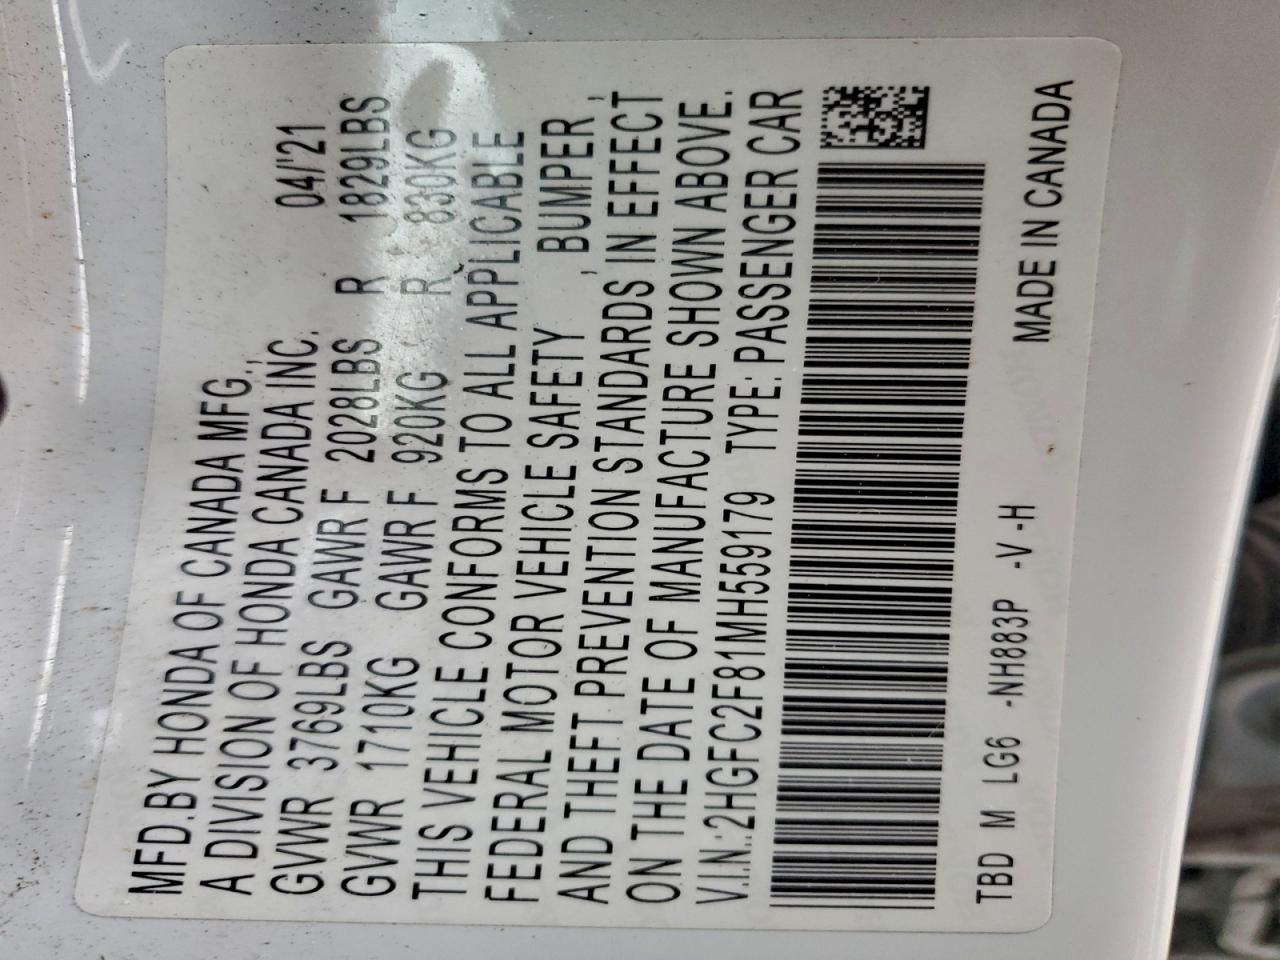 MFD.BY HONDA OF CANADA MFG.,
A DIVISION OF HONDA CANADA INC. 04/'21
GVWR 3769LBS GAWR F 2028LBS R 1829LBS
GVWR 1710KG GAWR F 920KG R 830KG
THIS VEHICLE CONFORMS TO ALL APPLICABLE
FEDERAL MOTOR VEHICLE SAFETY , BUMPER ,
AND THEFT PREVENTION STANDARDS IN EFFECT
ON THE DATE OF MANUFACTURE SHOWN ABOVE.
V.I.N.:2HGFC2F81MH559179 TYPE: PASSENGER CAR
TBD M LG6 -NH883P -V -H MADE IN CANADA